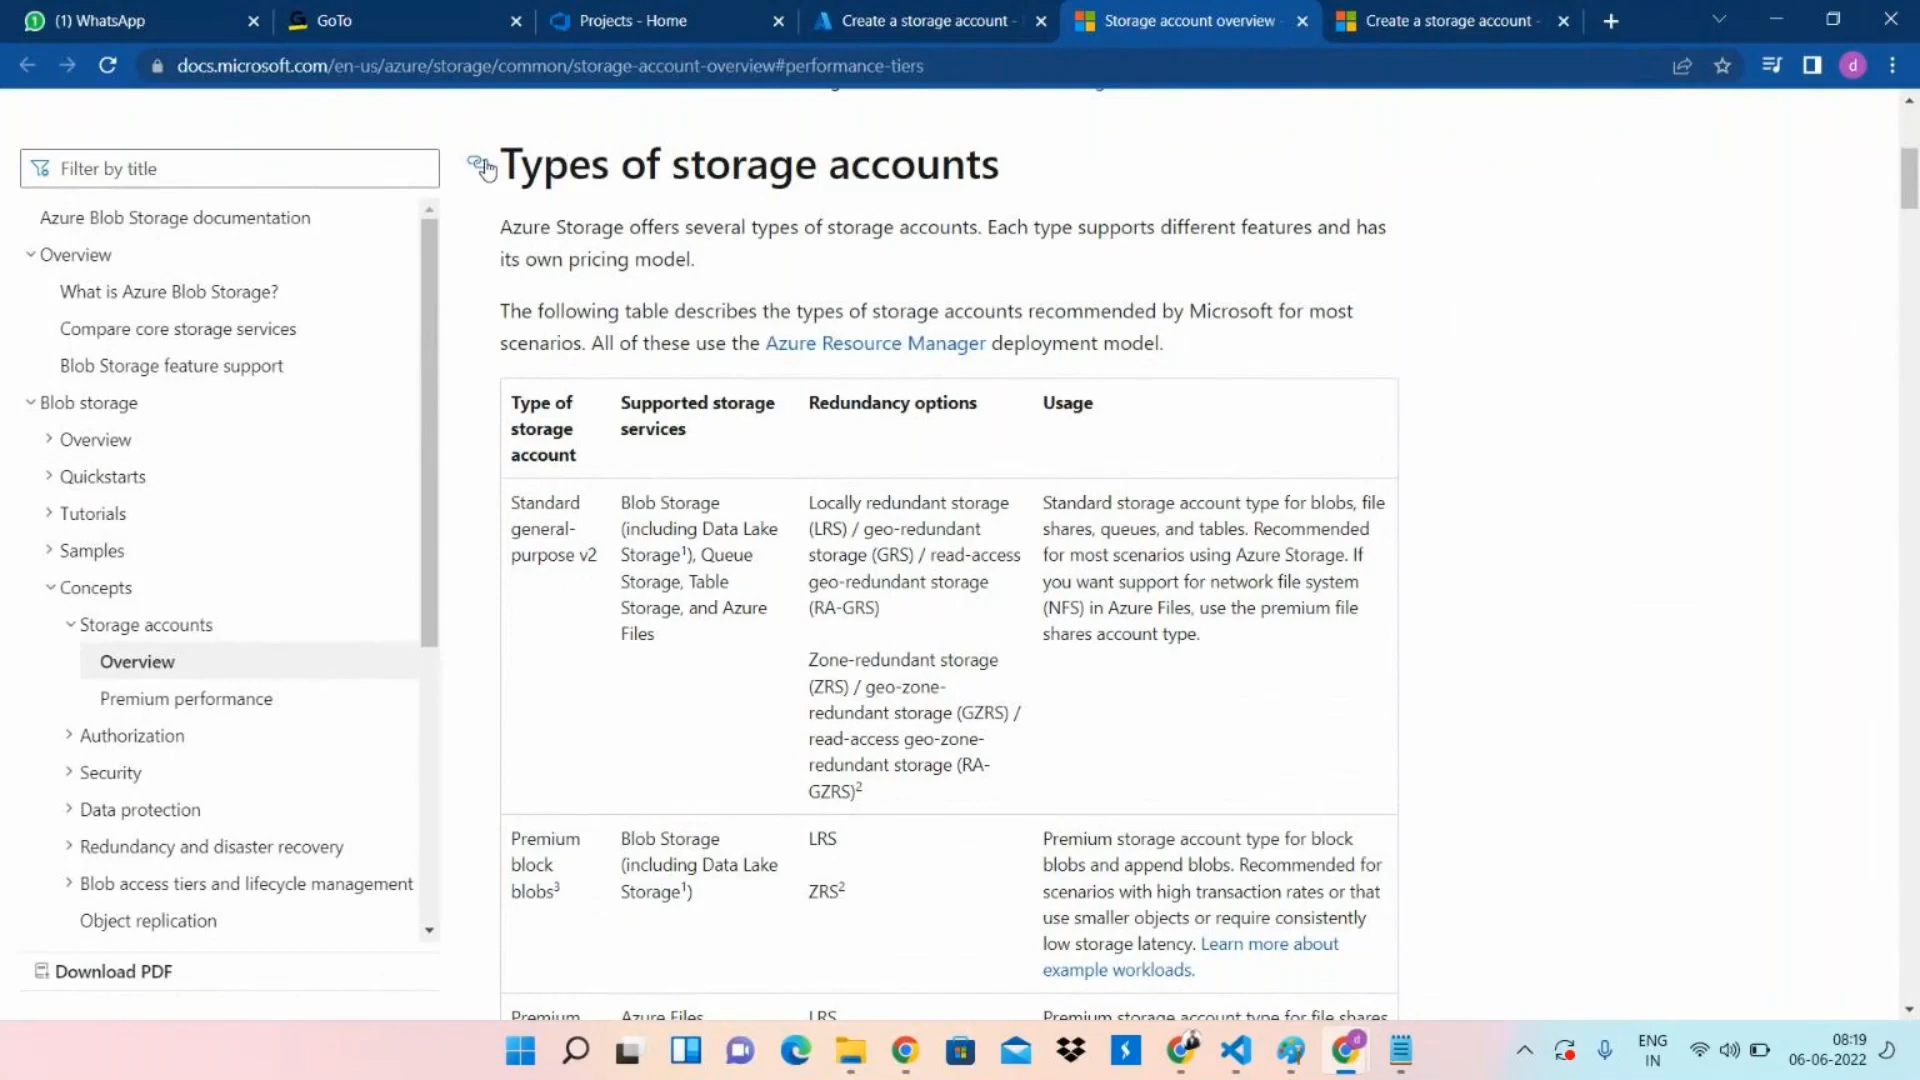 (1) WhatsApp
GoTo
Projects - Home
Create a storage account -
Storage account overview
Create a storage account -
docs.microsoft.com/en-us/azure/storage/common/storage-account-overview#performance-tiers
d
Filter by title
Azure Blob Storage documentation
Overview
What is Azure Blob Storage?
Compare core storage services
Blob Storage feature support
Blob storage
Overview
Quickstarts
Tutorials
Samples
Concepts
Storage accounts
Overview
Premium performance
Authorization
Security
Data protection
Redundancy and disaster recovery
Blob access tiers and lifecycle management
Object replication
Download PDF
Types of storage accounts
Azure Storage offers several types of storage accounts. Each type supports different features and has
its own pricing model.
The following table describes the types of storage accounts recommended by Microsoft for most
scenarios. All of these use the Azure Resource Manager deployment model.
Type of
storage
account
Supported storage
services
Redundancy options
Usage
Standard
general-
purpose v2
Blob Storage
(including Data Lake
Storage¹), Queue
Storage, Table
Storage, and Azure
Files
Locally redundant storage
(LRS) / geo-redundant
storage (GRS) / read-access
geo-redundant storage
(RA-GRS)
Zone-redundant storage
(ZRS) / geo-zone-
redundant storage (GZRS) /
read-access geo-zone-
redundant storage (RA-
GZRS)²
Standard storage account type for blobs, file
shares, queues, and tables. Recommended
for most scenarios using Azure Storage. If
you want support for network file system
(NFS) in Azure Files, use the premium file
shares account type.
Premium
block
blobs³
Blob Storage
(including Data Lake
Storage¹)
LRS
ZRS²
Premium storage account type for block
blobs and append blobs. Recommended for
scenarios with high transaction rates or that
use smaller objects or require consistently
low storage latency. Learn more about
example workloads.
Premium
Azure Files
LRS
Premium storage account type for file shares
ENG
IN
08:19
06-06-2022